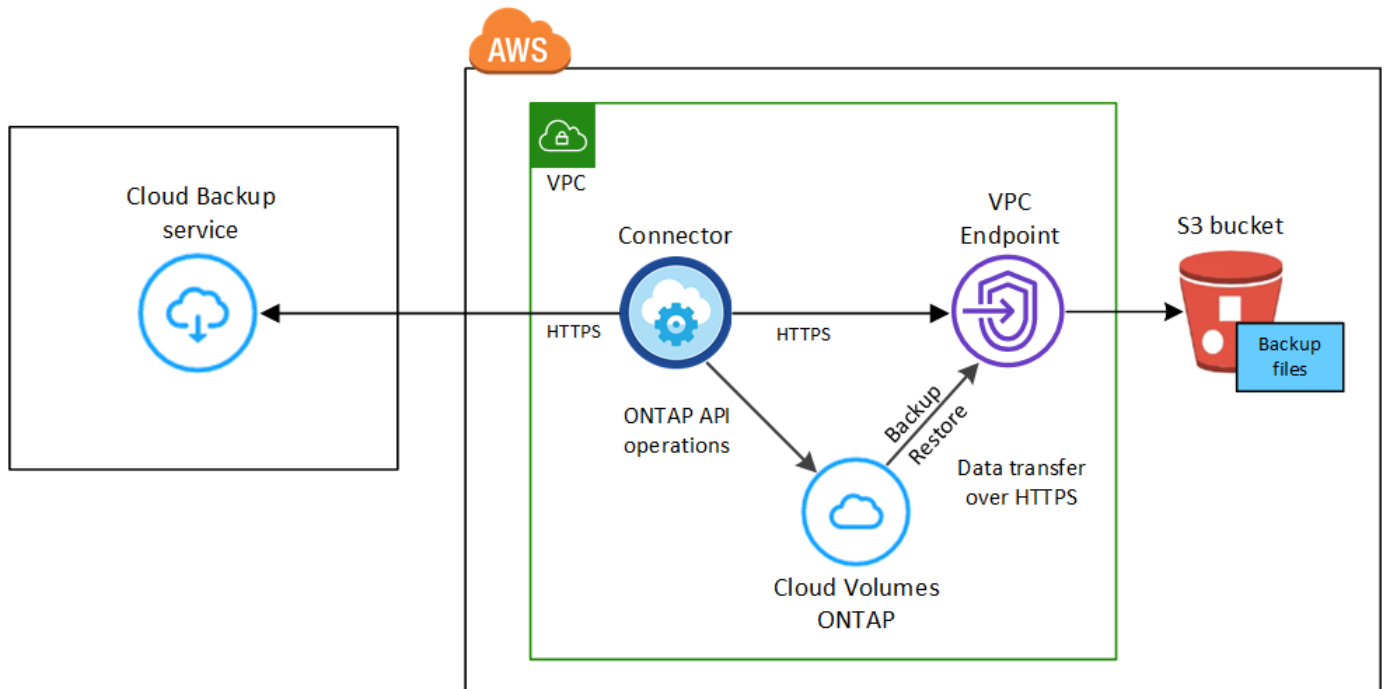 AWS
Cloud Backup
service
VPC
Connector
VPC
Endpoint
S3 bucket
HTTPS
HTTPS
Backup
files
ONTAP API
operations
Backup
Restore
Data transfer
over HTTPS
Cloud Volumes
ONTAP